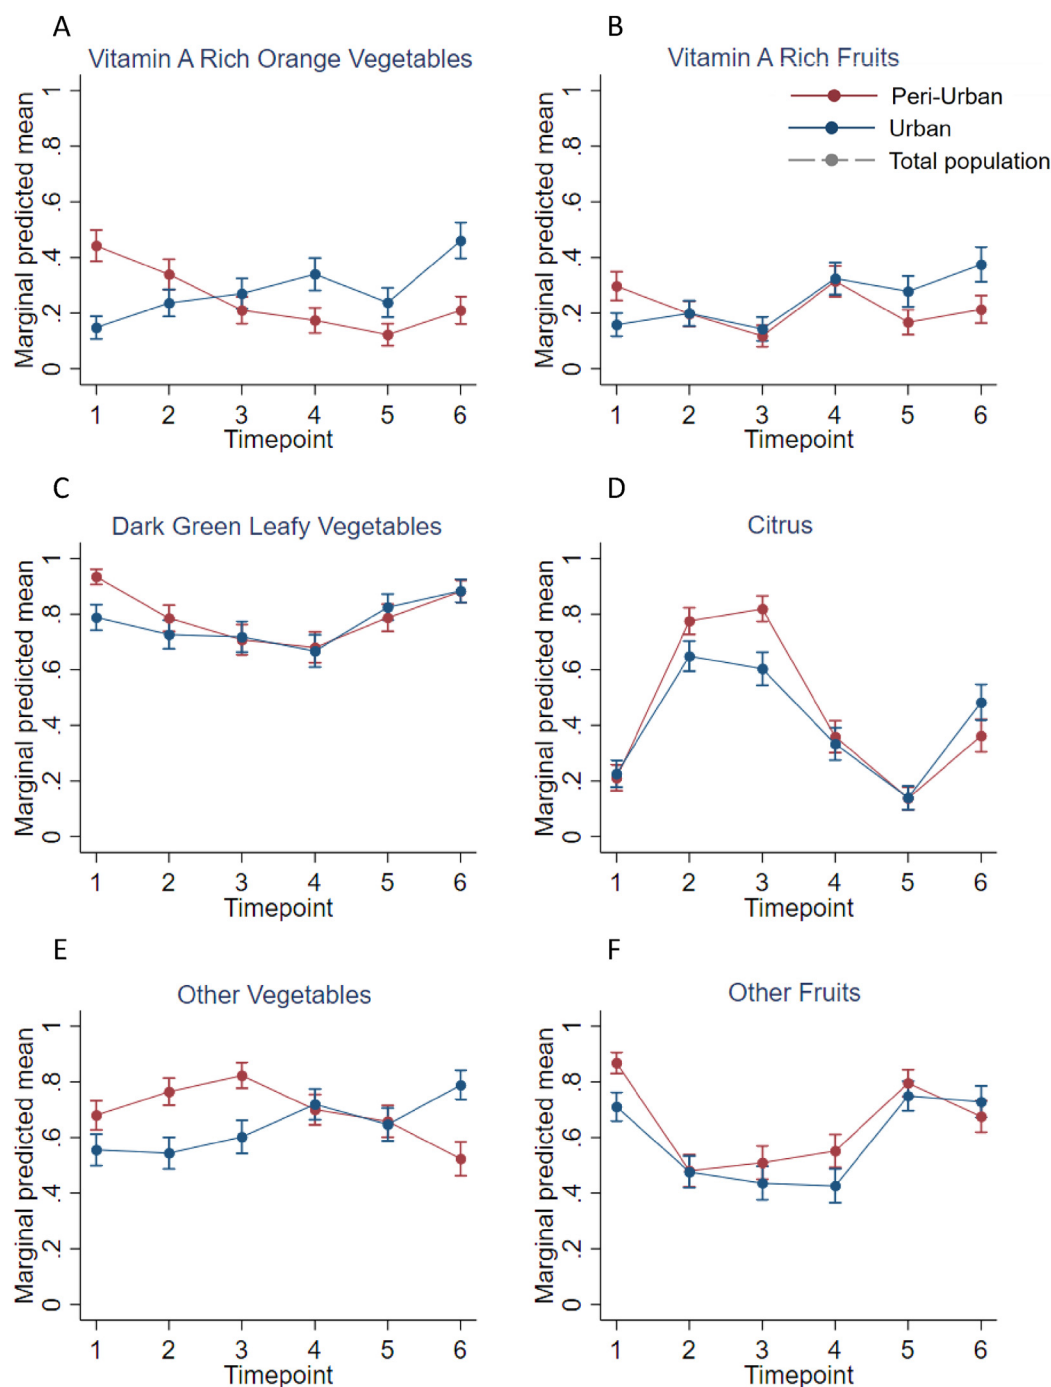 A
Vitamin A Rich Orange Vegetables
Marginal predicted mean
1
.8
.6
.4
.2
0
1 2 3 4 5 6
Timepoint
B
Vitamin A Rich Fruits
Peri-Urban
Urban
Total population
Marginal predicted mean
1
.8
.6
.4
.2
0
1 2 3 4 5 6
Timepoint
C
Dark Green Leafy Vegetables
Marginal predicted mean
1
.8
.6
.4
.2
0
1 2 3 4 5 6
Timepoint
D
Citrus
Marginal predicted mean
1
.8
.6
.4
.2
0
1 2 3 4 5 6
Timepoint
E
Other Vegetables
Marginal predicted mean
1
.8
.6
.4
.2
0
1 2 3 4 5 6
Timepoint
F
Other Fruits
Marginal predicted mean
1
.8
.6
.4
.2
0
1 2 3 4 5 6
Timepoint